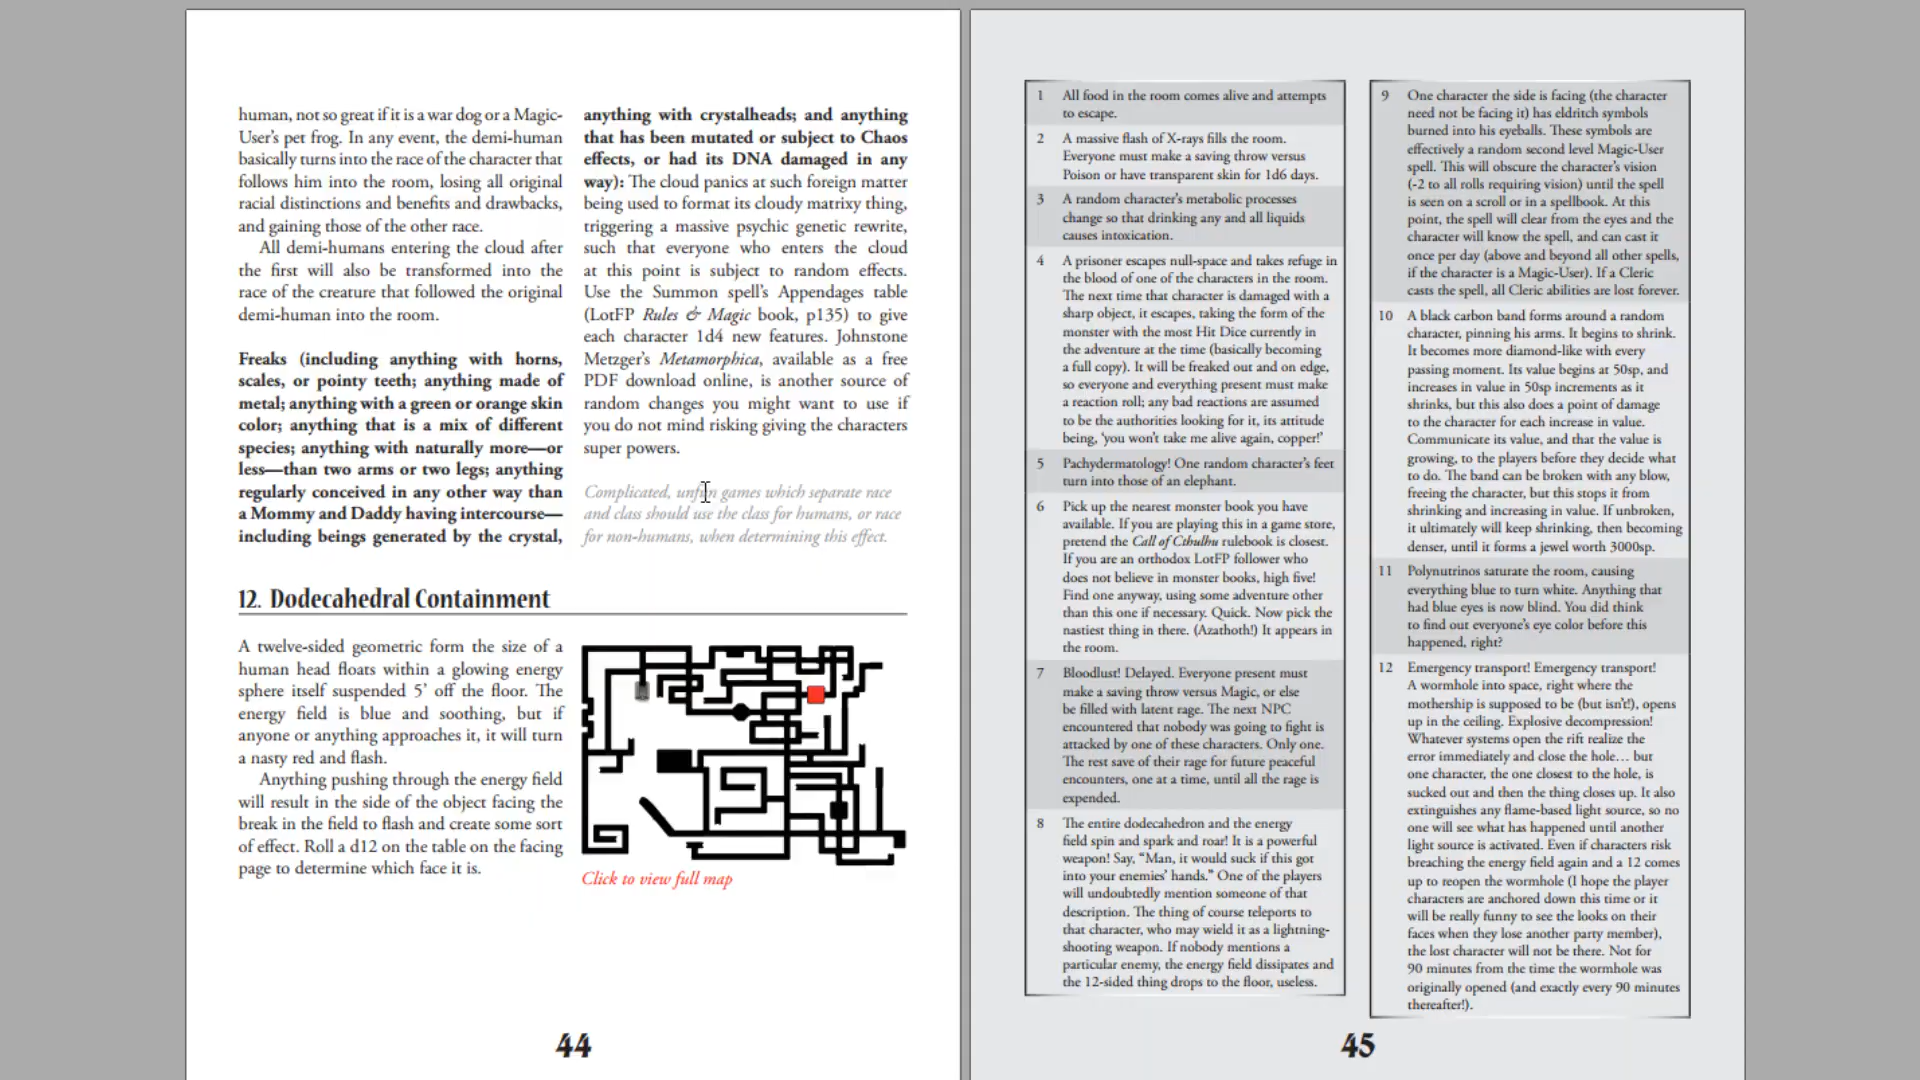 human, not so great if it is a war dog or a Magic-
User's pet frog. In any event, the demi-human
basically turns into the race of the character that
follows him into the room, losing all original
racial distinctions and benefits and drawbacks,
and gaining those of the other race.
All demi-humans entering the cloud after
the first will also be transformed into the
race of the creature that followed the original
demi-human into the room.
Freaks (including anything with horns,
scales, or pointy teeth; anything made of
metal; anything with a green or orange skin
color; anything that is a mix of different
species; anything with naturally more—or
less—than two arms or two legs; anything
regularly conceived in any other way than
a Mommy and Daddy having intercourse—
including beings generated by the crystal,
anything with crystalheads; and anything
that has been mutated or subject to Chaos
effects, or had its DNA damaged in any
way): The cloud panics at such foreign matter
being used to format its cloudy matrixy thing,
triggering a massive psychic genetic rewrite,
such that everyone who enters the cloud
at this point is subject to random effects.
Use the Summon spell's Appendages table
(LotFP Rules & Magic book, p135) to give
each character 1d4 new features. Johnstone
Metzger's Metamorphica, available as a free
PDF download online, is another source of
random changes you might want to use if
you do not mind risking giving the characters
super powers.
Complicated, unfun games which separate race
and class should use the class for humans, or race
for non-humans, when determining this effect.
12. Dodecahedral Containment
A twelve-sided geometric form the size of a
human head floats within a glowing energy
sphere itself suspended 5' off the floor. The
energy field is blue and soothing, but if
anyone or anything approaches it, it will turn
a nasty red and flash.
Anything pushing through the energy field
will result in the side of the object facing the
break in the field to flash and create some sort
of effect. Roll a d12 on the table on the facing
page to determine which face it is.
Click to view full map
44
1 All food in the room comes alive and attempts
to escape.
2 A massive flash of X-rays fills the room.
Everyone must make a saving throw versus
Poison or have transparent skin for 1d6 days.
3 A random character's metabolic processes
change so that drinking any and all liquids
causes intoxication.
4 A prisoner escapes null-space and takes refuge in
the blood of one of the characters in the room.
The next time that character is damaged with a
sharp object, it escapes, taking the form of the
monster with the most Hit Dice currently in
the adventure at the time (basically becoming
a full copy). It will be freaked out and on edge,
so everyone and everything present must make
a reaction roll; any bad reactions are assumed
to be the authorities looking for it, its attitude
being, 'you won't take me alive again, copper!'
5 Pachydermatology! One random character's feet
turn into those of an elephant.
6 Pick up the nearest monster book you have
available. If you are playing this in a game store,
pretend the Call of Cthulhu rulebook is closest.
If you are an orthodox LotFP follower who
does not believe in monster books, high five!
Find one anyway, using some adventure other
than this one if necessary. Quick. Now pick the
nastiest thing in there. (Azathoth!) It appears in
the room.
7 Bloodlust! Delayed. Everyone present must
make a saving throw versus Magic, or else
be filled with latent rage. The next NPC
encountered that nobody was going to fight is
attacked by one of these characters. Only one.
The rest save of their rage for future peaceful
encounters, one at a time, until all the rage is
expended.
8 The entire dodecahedron and the energy
field spin and spark and roar! It is a powerful
weapon! Say, "Man, it would suck if this got
into your enemies' hands." One of the players
will undoubtedly mention someone of that
description. The thing of course teleports to
that character, who may wield it as a lightning-
shooting weapon. If nobody mentions a
particular enemy, the energy field dissipates and
the 12-sided thing drops to the floor, useless.
9 One character the side is facing (the character
need not be facing it) has eldritch symbols
burned into his eyeballs. These symbols are
effectively a random second level Magic-User
spell. This will obscure the character's vision
(-2 to all rolls requiring vision) until the spell
is seen on a scroll or in a spellbook. At this
point, the spell will clear from the eyes and the
character will know the spell, and can cast it
once per day (above and beyond all other spells,
if the character is a Magic-User). If a Cleric
casts the spell, all Cleric abilities are lost forever.
10 A black carbon band forms around a random
character, pinning his arms. It begins to shrink.
It becomes more diamond-like with every
passing moment. Its value begins at 50sp, and
increases in value in 50sp increments as it
shrinks, but this also does a point of damage
to the character for each increase in value.
Communicate its value, and that the value is
growing, to the players before they decide what
to do. The band can be broken with any blow,
freeing the character, but this stops it from
shrinking and increasing in value. If unbroken,
it ultimately will keep shrinking, then becoming
denser, until it forms a jewel worth 3000sp.
11 Polynutrinos saturate the room, causing
everything blue to turn white. Anything that
had blue eyes is now blind. You did think
to find out everyone's eye color before this
happened, right?
12 Emergency transport! Emergency transport!
A wormhole into space, right where the
mothership is supposed to be (but isn't!), opens
up in the ceiling. Explosive decompression!
Whatever systems open the rift realize the
error immediately and close the hole… but
one character, the one closest to the hole, is
sucked out and then the thing closes up. It also
extinguishes any flame-based light source, so no
one will see what has happened until another
light source is activated. Even if characters risk
breaching the energy field again and a 12 comes
up to reopen the wormhole (I hope the player
characters are anchored down this time or it
will be really funny to see the looks on their
faces when they lose another party member),
the lost character will not be there. Not for
90 minutes from the time the wormhole was
originally opened (and exactly every 90 minutes
thereafter!).
45